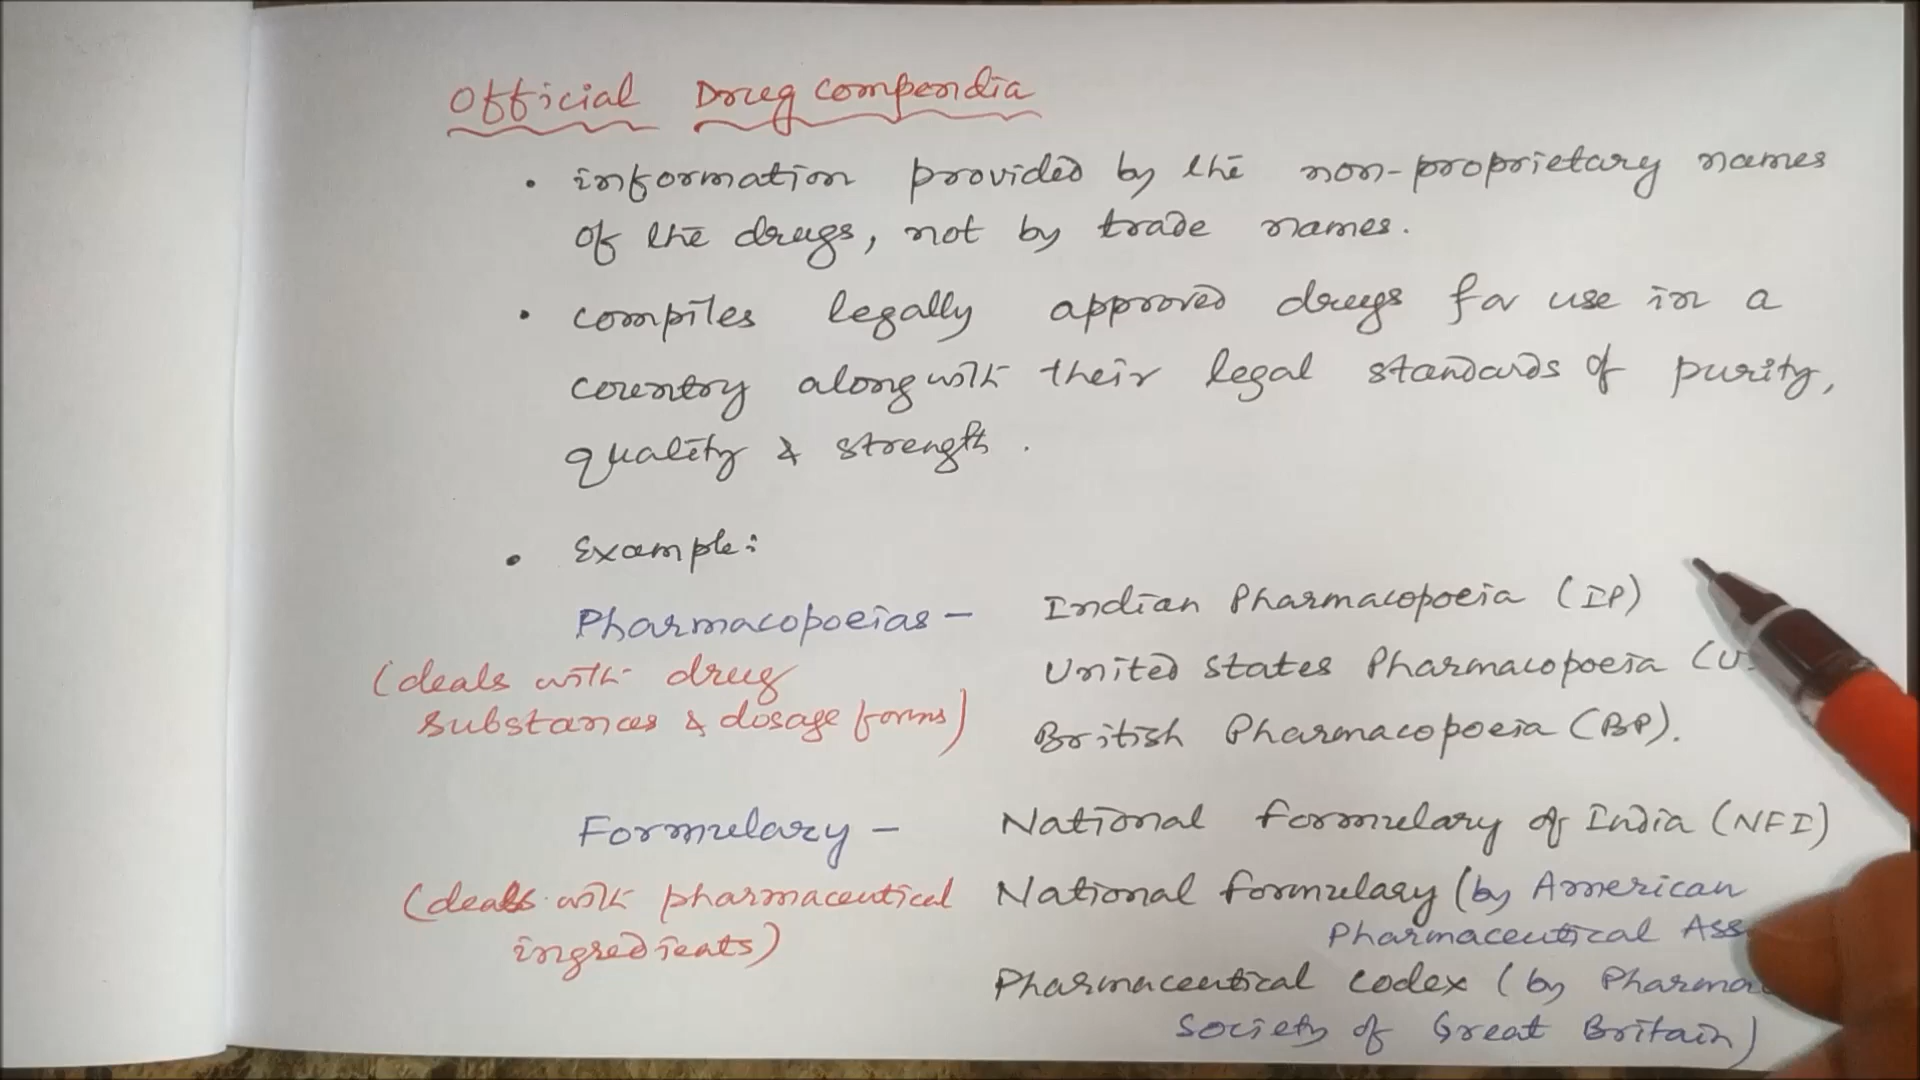 Official Drug Compendia
• information provided by the non-proprietary names
of the drugs, not by trade names.
• compiles legally approved drugs for use in a
country alongwith their legal standards of purity,
quality & strength.
• Example:
Pharmacopoeias - Indian Pharmacopoeia (IP)
(deals with drug
substances & dosage forms)
United States Pharmacopoeia (U.
British Pharmacopoeia (BP).
Formulary - National Formulary of India (NFI)
(deals with pharmaceutical
ingredients)
National Formulary (by American
Pharmaceutical
Pharmaceutical Codex (by
Society of Great Britain)